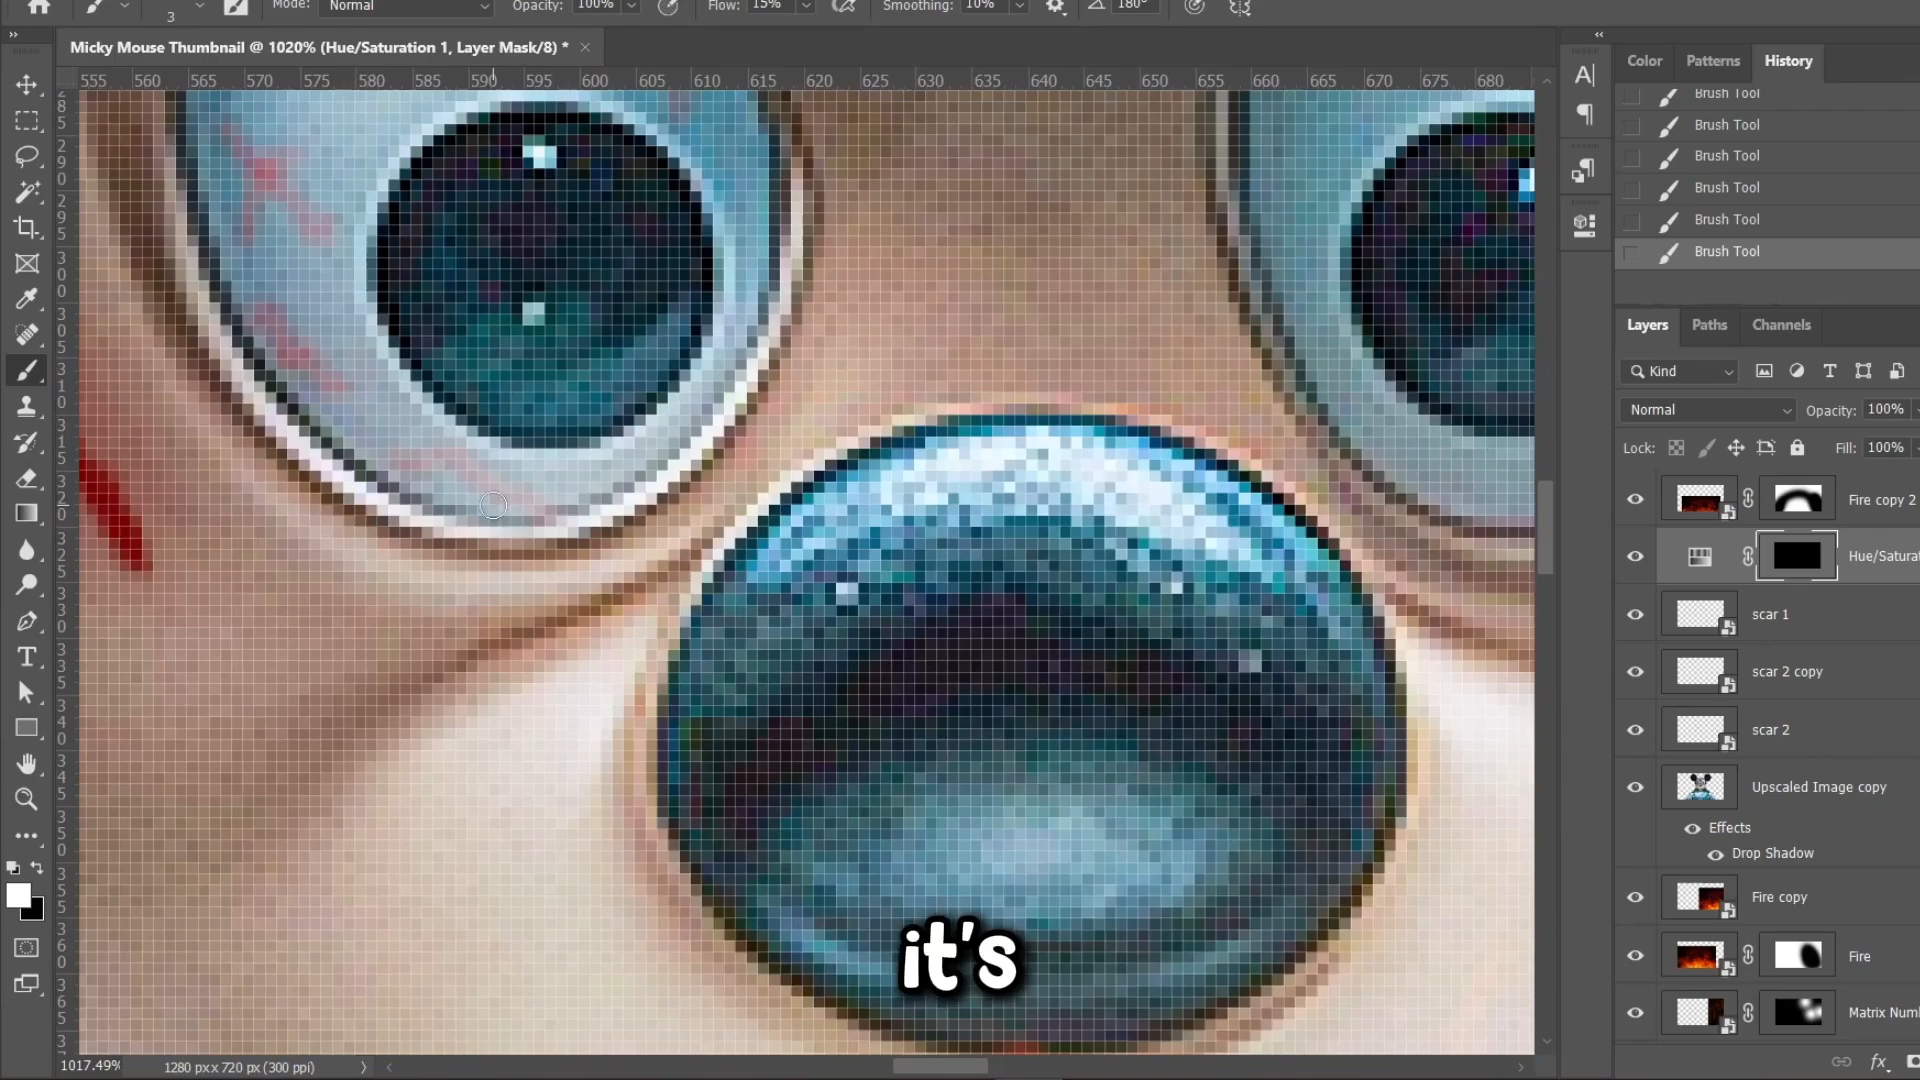 3 Mode: Normal Opacity: 100% Flow: 15% Smoothing: 10% 180°
Micky Mouse Thumbnail @ 1020% (Hue/Saturation 1, Layer Mask/8) * ×
555 560 565 570 575 580 585 590 595 600 605 610 615 620 625 630 635 640 645 650 655 660 665 670 675 680
Color Patterns History
Brush Tool
Brush Tool
Brush Tool
Brush Tool
Brush Tool
Brush Tool
Layers Paths Channels
Kind
Normal Opacity: 100%
Lock: Fill: 100%
Fire copy 2
Hue/Saturat
scar 1
scar 2 copy
scar 2
Upscaled Image copy
Effects
Drop Shadow
Fire copy
Fire
Matrix Num
fx
it's
1017.49% 1280 px x 720 px (300 ppi)